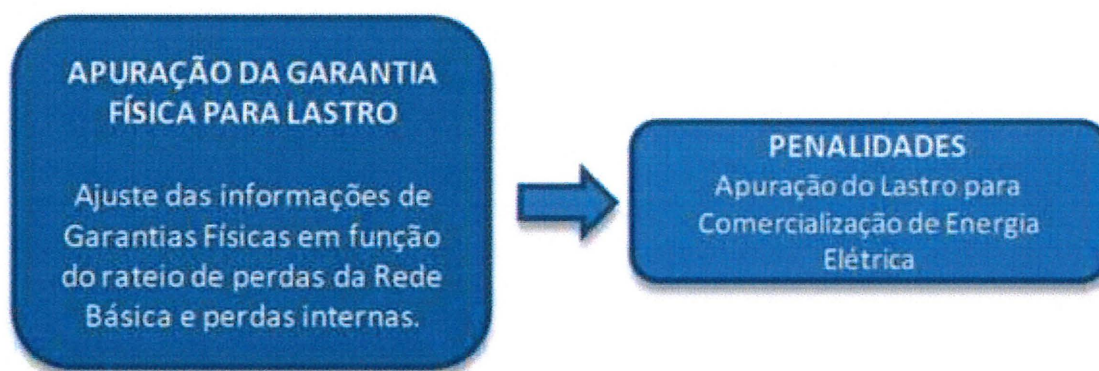 APURAÇÃO DA GARANTIA
FÍSICA PARA LASTRO
Ajuste das informações de
Garantias Físicas em função
do rateio de perdas da Rede
Básica e perdas internas.
PENALIDADES
Apuração do Lastro para
Comercialização de Energia
Elétrica